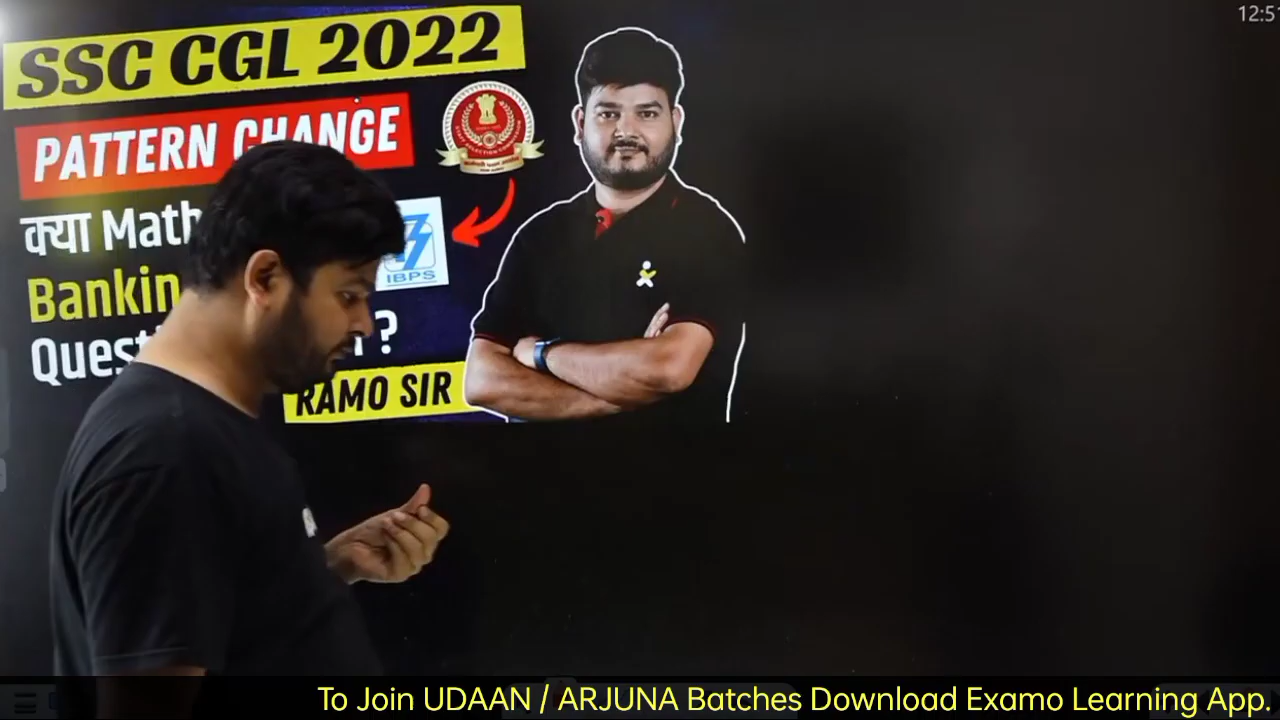 12:51
SSC CGL 2022
PATTERN CHANGE
क्या Math
Bankin
Quest ?
IBPS
RAMO SIR
To Join UDAAN / ARJUNA Batches Download Examo Learning App.